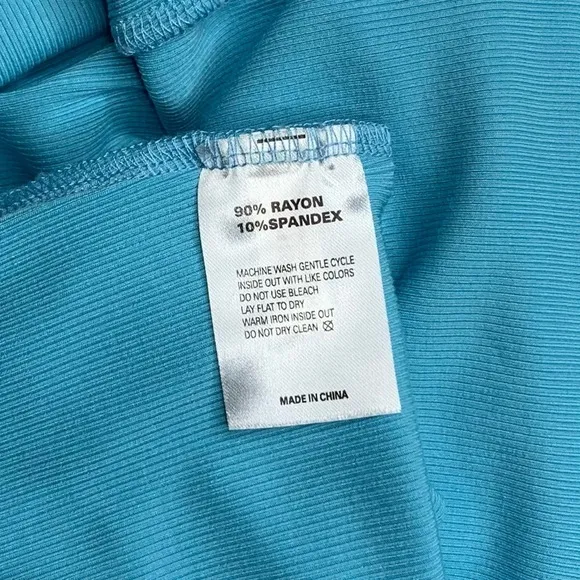 90% RAYON
10%SPANDEX
MACHINE WASH GENTLE CYCLE
INSIDE OUT WITH LIKE COLORS
DO NOT USE BLEACH
LAY FLAT TO DRY
WARM IRON INSIDE OUT
DO NOT DRY CLEAN
MADE IN CHINA